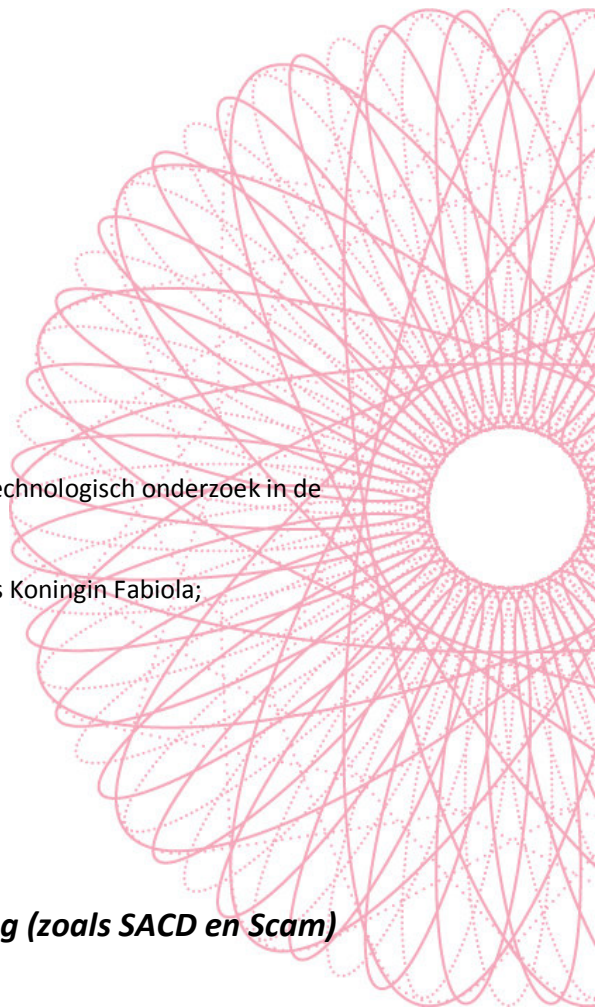 echnologisch onderzoek in de
s Koningin Fabiola;
g (zoals SACD en Scam)